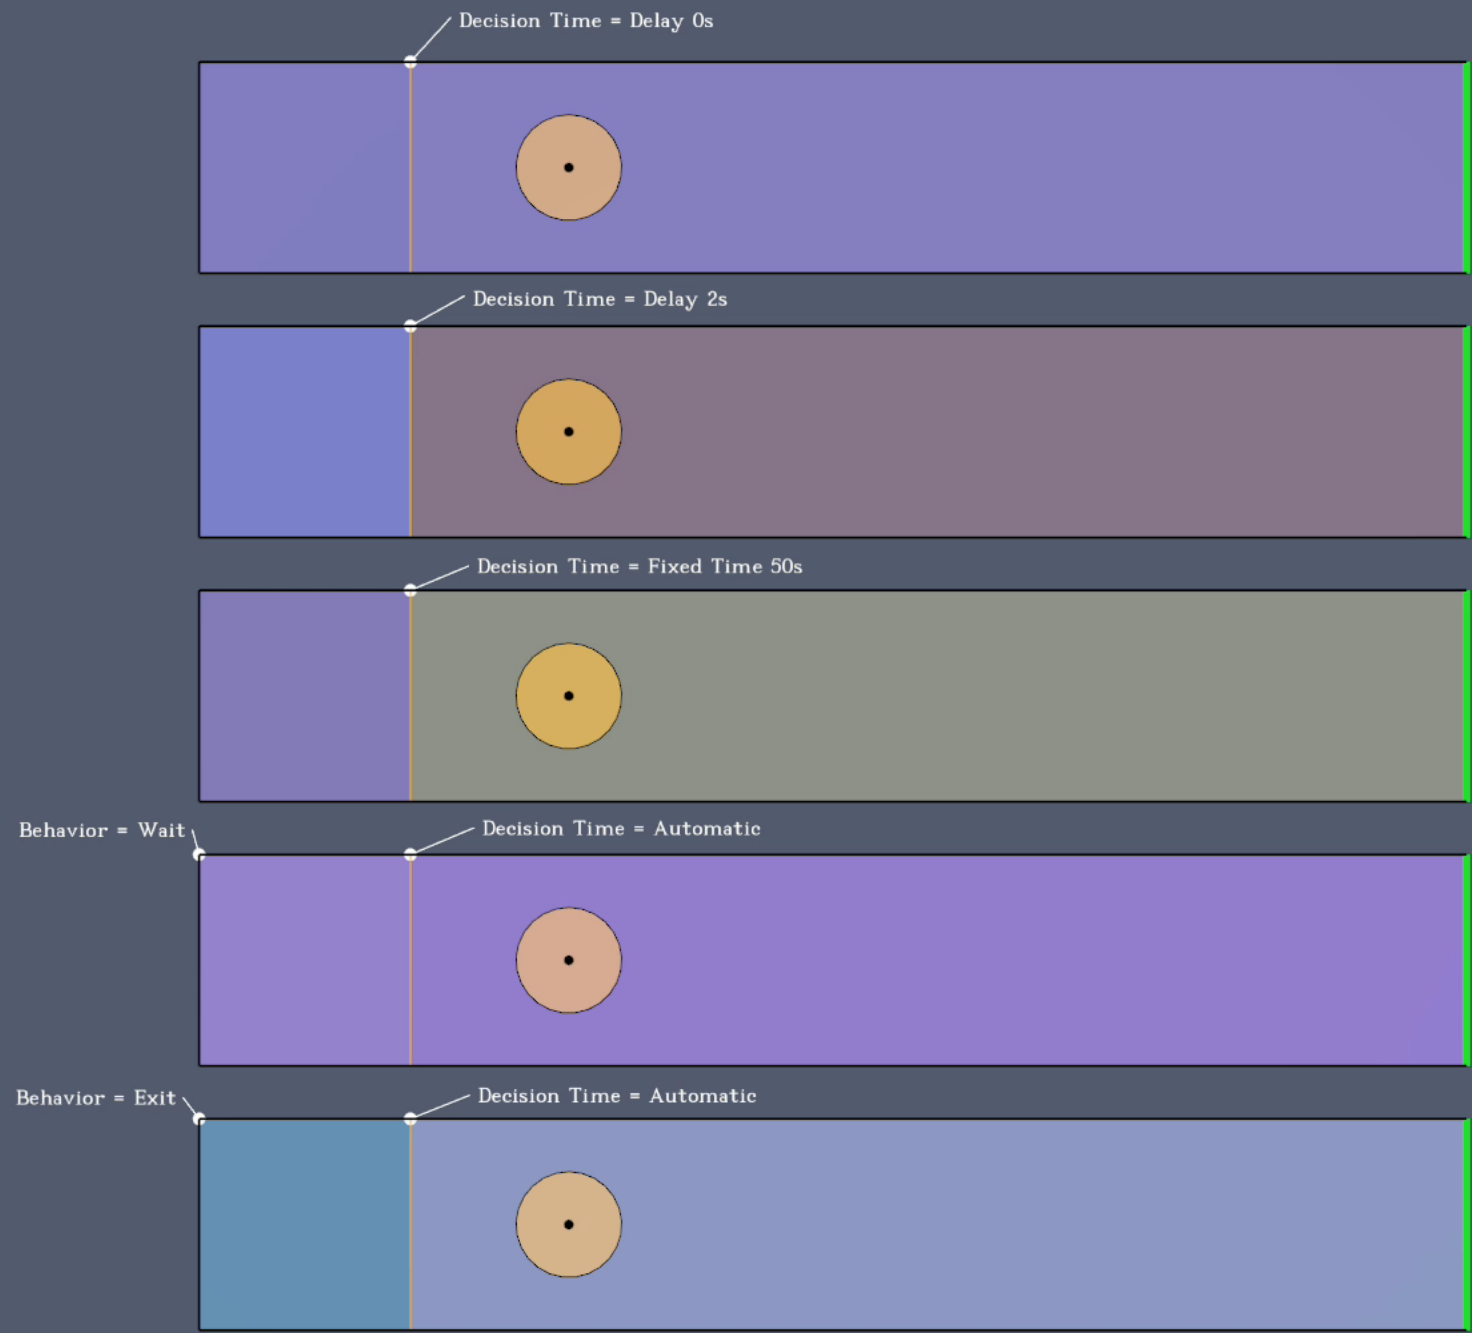 Decision Time = Delay 0s
Decision Time = Delay 2s
Decision Time = Fixed Time 50s
Behavior = Wait
Decision Time = Automatic
Behavior = Exit
Decision Time = Automatic